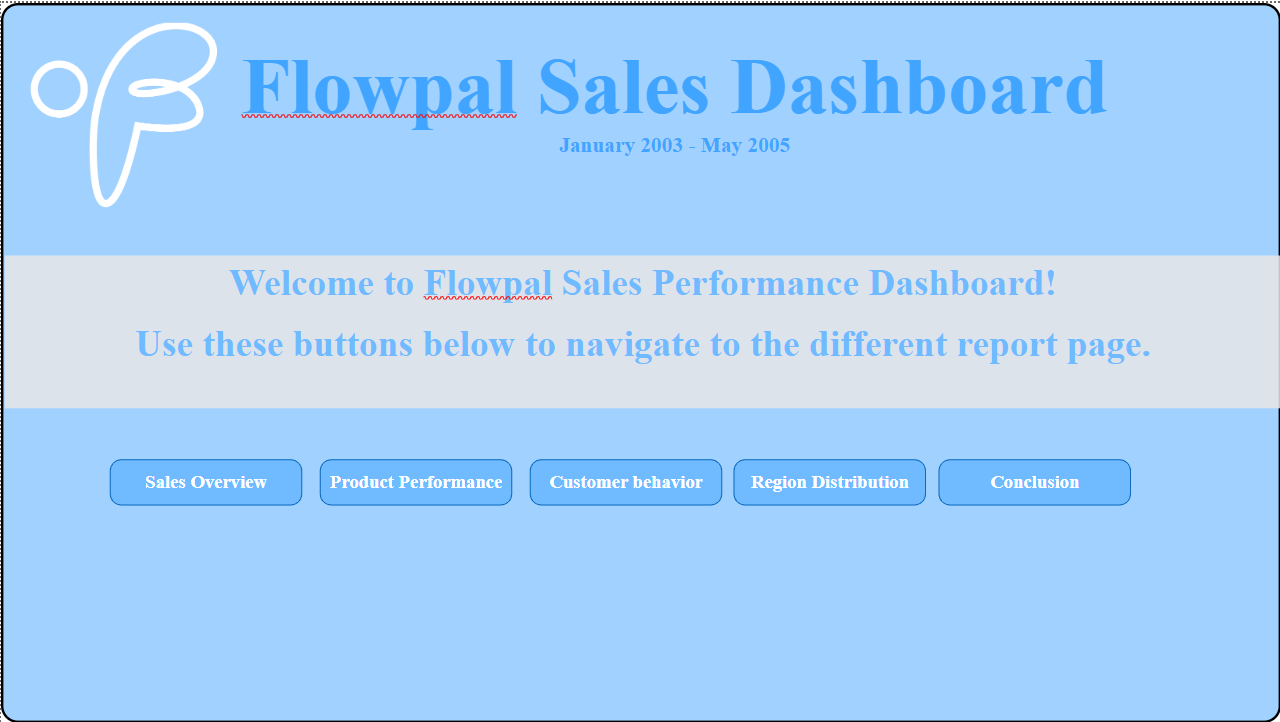 Flowpal Sales Dashboard
January 2003 - May 2005
Welcome to Flowpal Sales Performance Dashboard!
Use these buttons below to navigate to the different report page.
Sales Overview
Product Performance
Customer behavior
Region Distribution
Conclusion